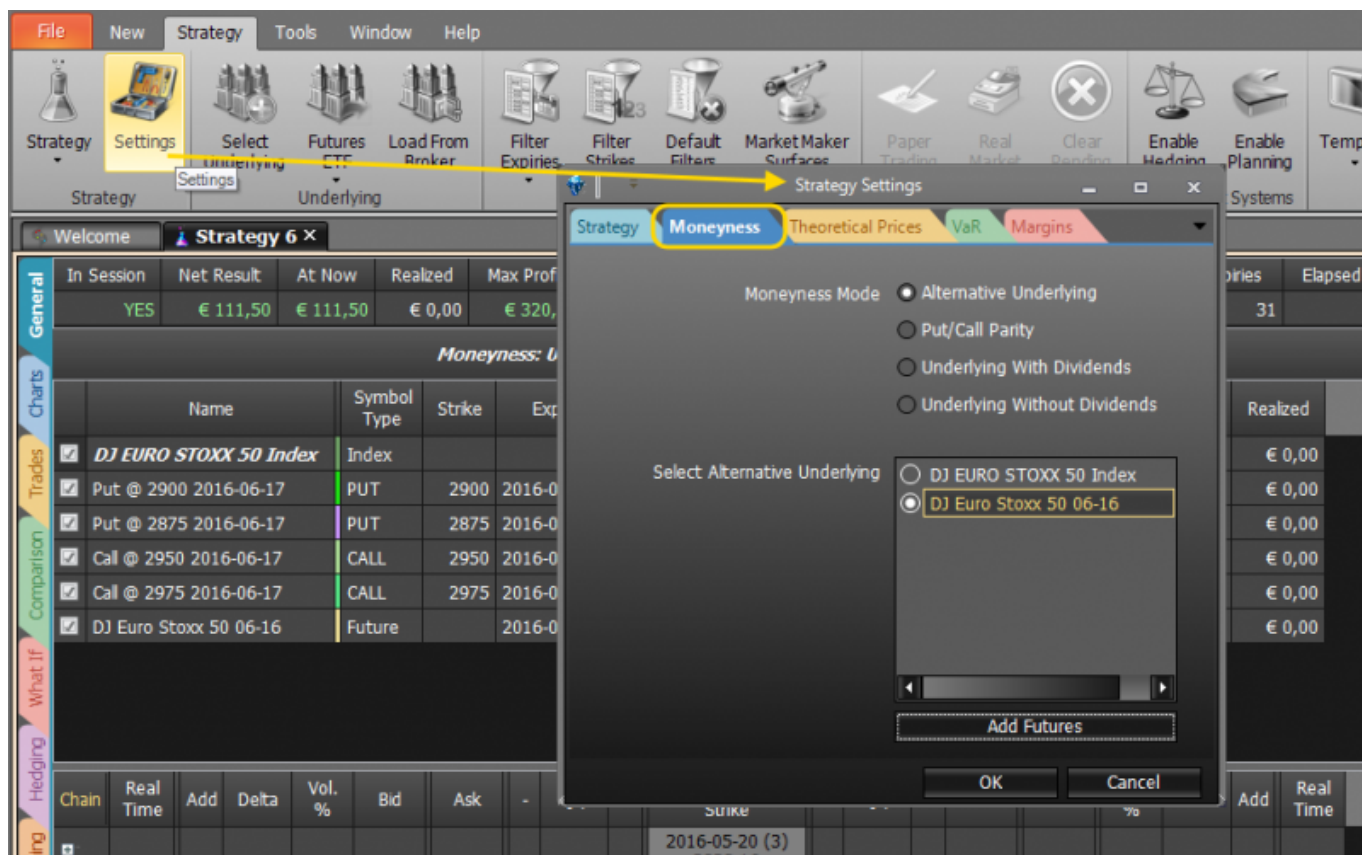 File New Strategy Tools Window Help
Strategy Settings Select Underlying Futures ETF Load From Broker Filter Expiries Filter Strikes Default Filters Market Maker Surfaces Paper Trading Real Market Clear Pending Enable Hedging Enable Planning
Settings
Strategy Underlying Systems
Strategy Settings
Welcome Strategy 6 ×
Strategy Moneyness Theoretical Prices VaR Margins
In Session Net Result At Now Realized Max Prof
YES € 111,50 € 111,50 € 0,00 € 320, 31
Elapsed
Moneyness Mode Alternative Underlying
Put/Call Parity
Underlying With Dividends
Underlying Without Dividends
Moneyness: U
Name Symbol Type Strike Exp Realized
DJ EURO STOXX 50 Index Index € 0,00
Put @ 2900 2016-06-17 PUT 2900 2016-0 € 0,00
Put @ 2875 2016-06-17 PUT 2875 2016-0 € 0,00
Call @ 2950 2016-06-17 CALL 2950 2016-0 € 0,00
Call @ 2975 2016-06-17 CALL 2975 2016-0 € 0,00
DJ Euro Stoxx 50 06-16 Future 2016-0 € 0,00
Select Alternative Underlying DJ EURO STOXX 50 Index
DJ Euro Stoxx 50 06-16
Add Futures
OK Cancel
General
Charts
Trades
Comparison
What If
Hedging
Chain Real Time Add Delta Vol. % Bid Ask - Strike % Add Real Time
2016-05-20 (3)